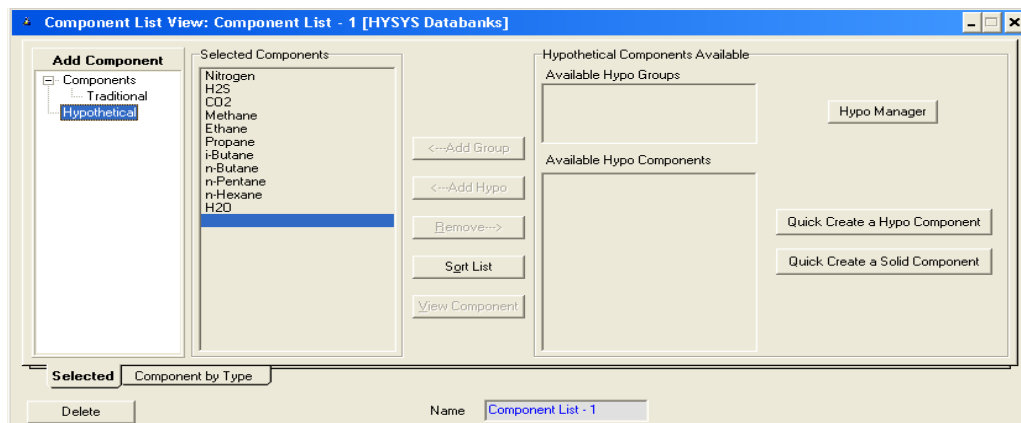 Component List View: Component List - 1 [HYSYS Databanks]
Add Component
Components
Traditional
Hypothetical
Selected Components
Nitrogen
H2S
CO2
Methane
Ethane
Propane
i-Butane
n-Butane
n-Pentane
n-Hexane
H2O
<---Add Group
<---Add Hypo
Remove--->
Sort List
View Component
Hypothetical Components Available
Available Hypo Groups
Hypo Manager
Available Hypo Components
Quick Create a Hypo Component
Quick Create a Solid Component
Selected
Component by Type
Delete
Name
Component List - 1